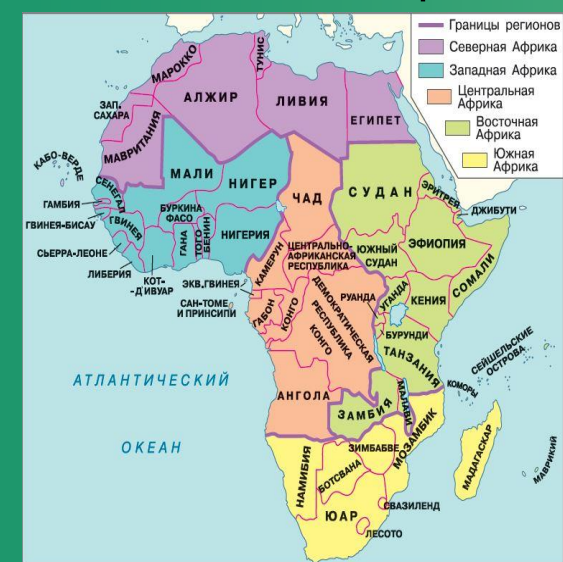 Границы регионов
Северная Африка
Западная Африка
Центральная
Африка
Восточная
Африка
Южная
Африка
МАРОККО
ТУНИС
АЛЖИР
ЛИВИЯ
ЕГИПЕТ
ЗАП.
САХАРА
МАВРИТАНИЯ
КАБО-ВЕРДЕ
МАЛИ
НИГЕР
ЧАД
СУДАН
ЭРИТРЕЯ
ДЖИБУТИ
СЕНЕГАЛ
ГАМБИЯ
ГВИНЕЯ-БИСАУ
ГВИНЕЯ
БУРКИНА
ФАСО
СЬЕРРА-ЛЕОНЕ
ЛИБЕРИЯ
КОТ-
-Д'ИВУАР
ГАНА
ТОГО
БЕНИН
НИГЕРИЯ
КАМЕРУН
ЦЕНТРАЛЬНО-
АФРИКАНСКАЯ
РЕСПУБЛИКА
ЮЖНЫЙ
СУДАН
ЭФИОПИЯ
СОМАЛИ
ЭКВ.ГВИНЕЯ
САН-ТОМЕ
И ПРИНСИПИ
ГАБОН
КОНГО
ДЕМОКРАТИЧЕСКАЯ
РЕСПУБЛИКА
КОНГО
РУАНДА
УГАНДА
КЕНИЯ
БУРУНДИ
ТАНЗАНИЯ
СЕЙШЕЛЬСКИЕ
ОСТРОВА
КОМОРЫ
АТЛАНТИЧЕСКИЙ
ОКЕАН
АНГОЛА
ЗАМБИЯ
МАЛАВИ
МОЗАМБИК
ЗИМБАБВЕ
НАМИБИЯ
БОТСВАНА
МАДАГАСКАР
МАВРИКИЙ
ЮАР
СВАЗИЛЕНД
ЛЕСОТО